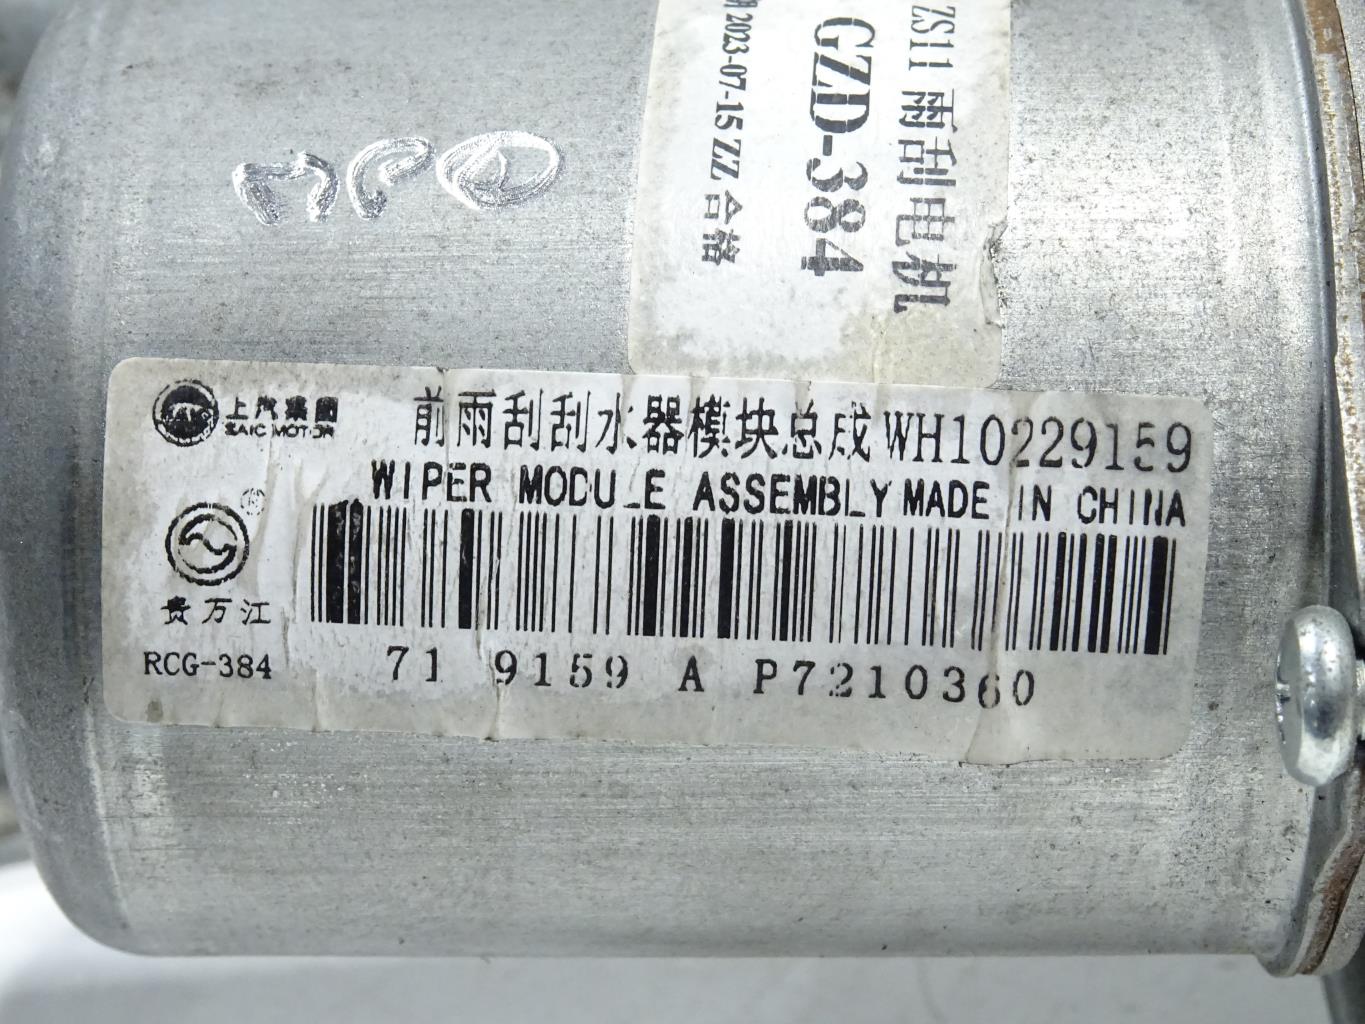 ZS11 雨刮电机
GZD-384
2023-07-15 ZZ 合格
上汽集团
SAIC MOTOR
前雨刮刮水器模块总成 WH10229159
WIPER MODULE ASSEMBLY MADE IN CHINA
®
贵万江
RCG-384
71 9159 A P7210360